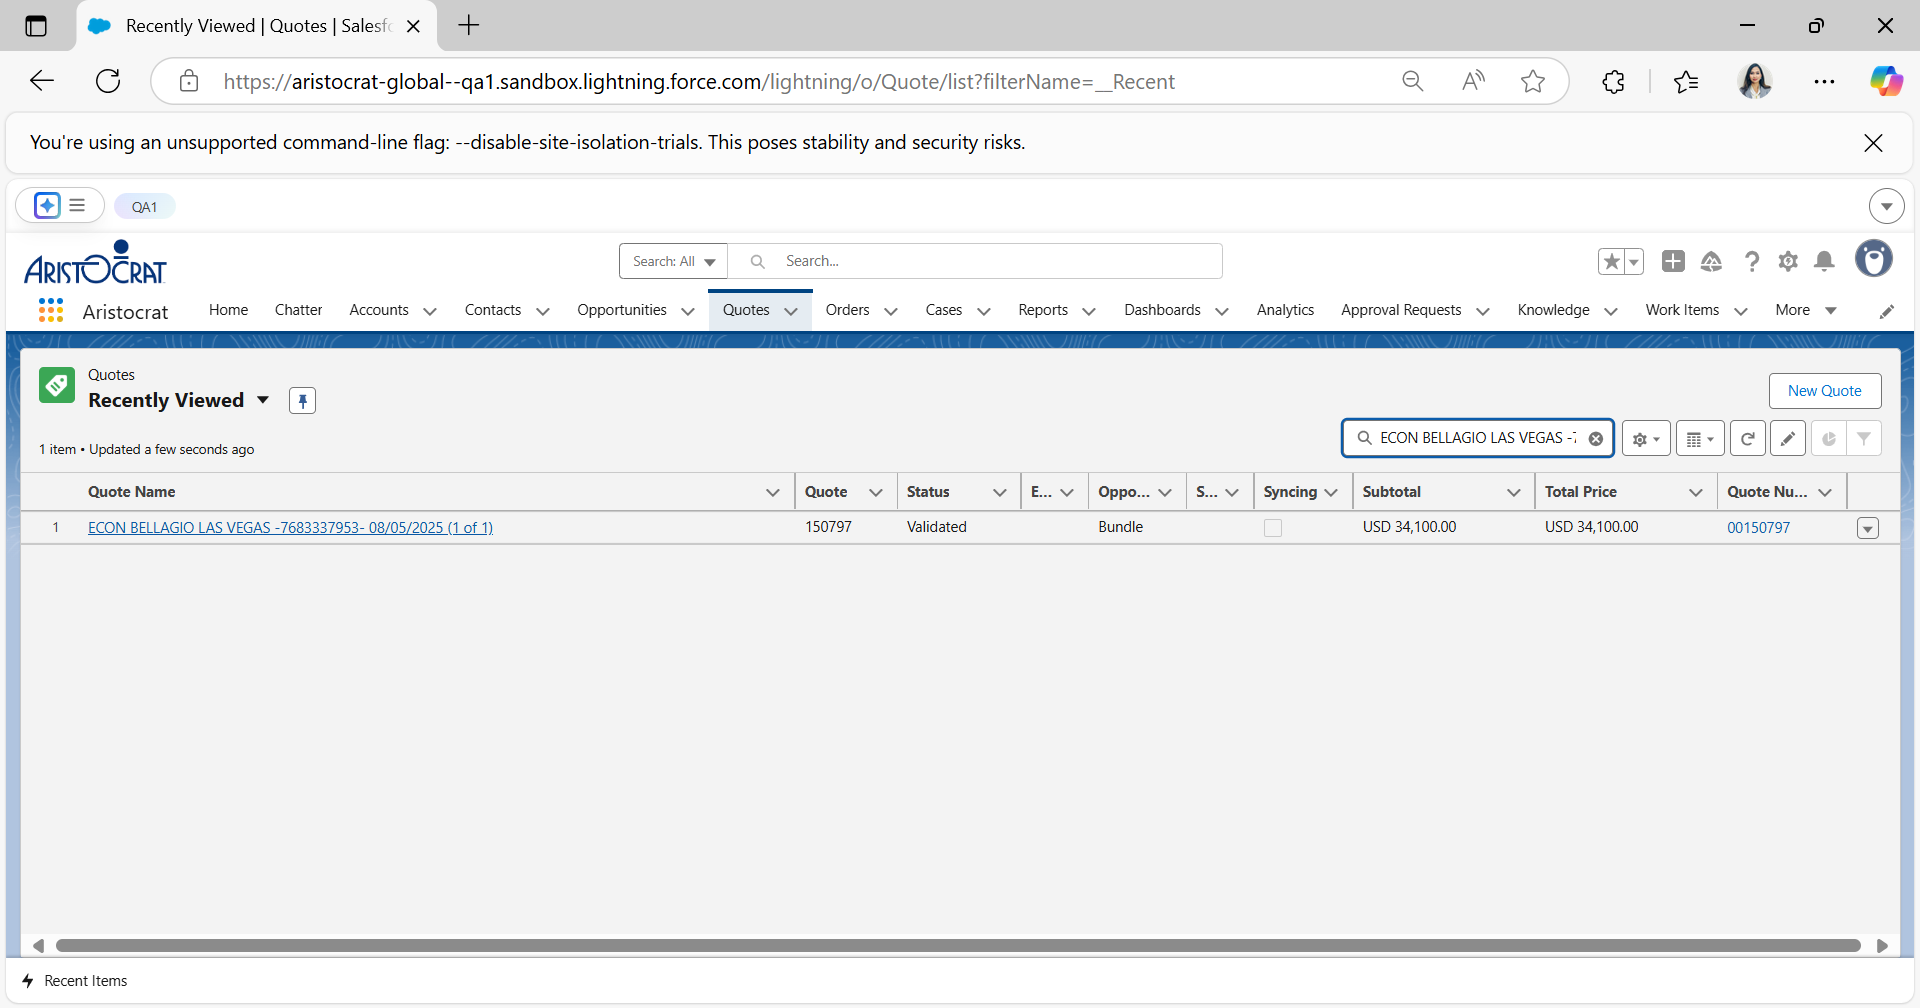 Recently Viewed | Quotes | Salesfo
https://aristocrat-global--qa1.sandbox.lightning.force.com/lightning/o/Quote/list?filterName=__Recent
You're using an unsupported command-line flag: --disable-site-isolation-trials. This poses stability and security risks.
QA1
ARISTOCRAT
Search: All
Search...
Aristocrat
Home
Chatter
Accounts
Contacts
Opportunities
Quotes
Orders
Cases
Reports
Dashboards
Analytics
Approval Requests
Knowledge
Work Items
More
Quotes
Recently Viewed
New Quote
1 item • Updated a few seconds ago
ECON BELLAGIO LAS VEGAS -7
Quote Name
Quote
Status
E...
Oppo...
S...
Syncing
Subtotal
Total Price
Quote Nu...
1
ECON BELLAGIO LAS VEGAS -7683337953- 08/05/2025 (1 of 1)
150797
Validated
Bundle
USD 34,100.00
USD 34,100.00
00150797
Recent Items